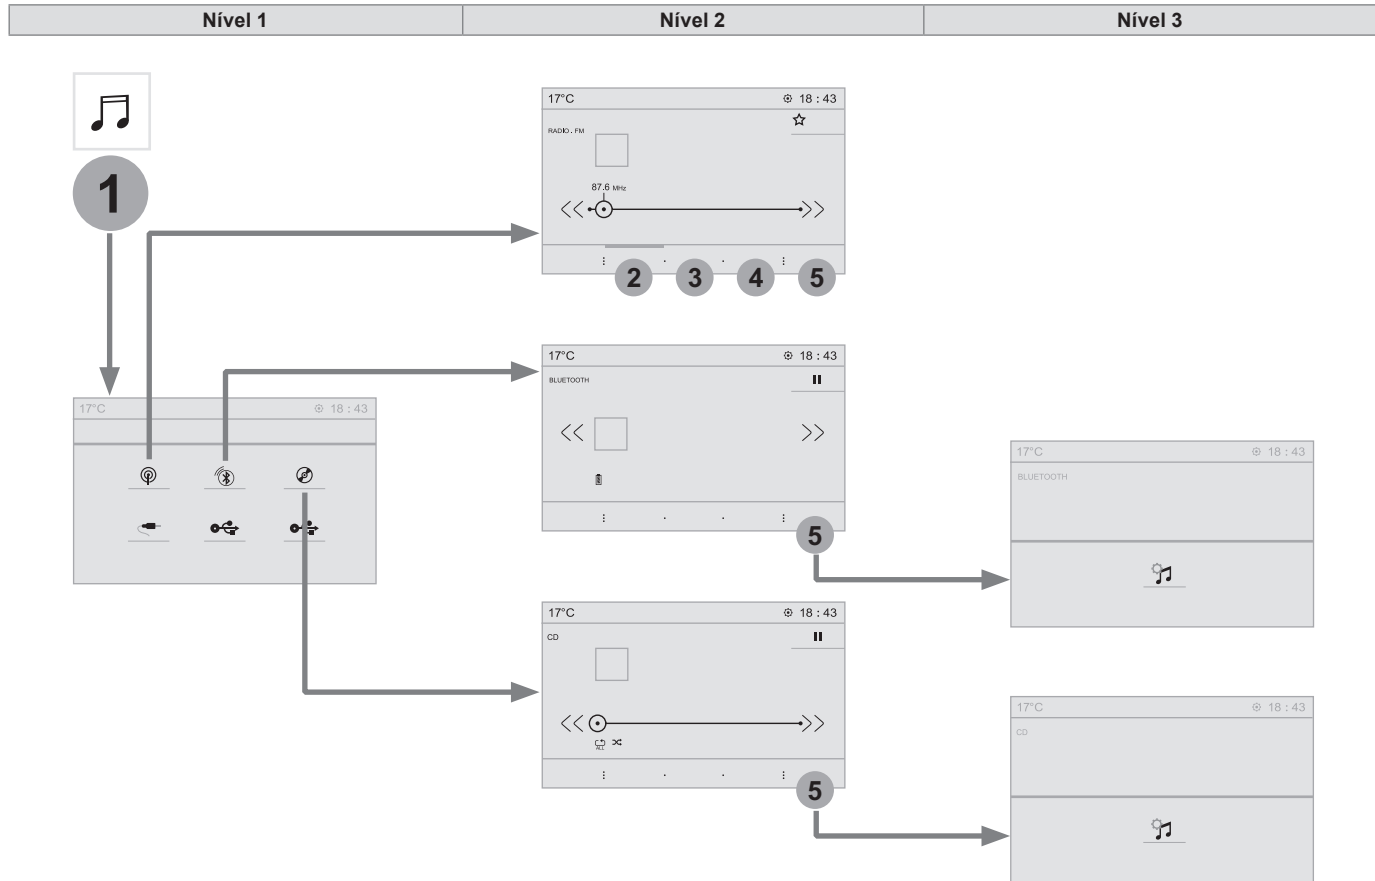 Nível 1 Nível 2 Nível 3
1
17°C 18 : 43
RADIO . FM
87.6 MHz
2 3 4 5
17°C 18 : 43
BLUETOOTH
5
17°C 18 : 43
17°C 18 : 43
BLUETOOTH
17°C 18 : 43
CD
ALL
5
17°C 18 : 43
CD